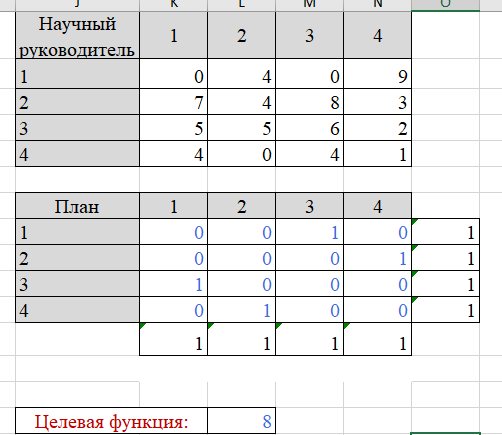 J K L M N O
Научный руководитель 1 2 3 4
1 0 4 0 9
2 7 4 8 3
3 5 5 6 2
4 4 0 4 1
План 1 2 3 4
1 0 0 1 0 1
2 0 0 0 1 1
3 1 0 0 0 1
4 0 1 0 0 1
1 1 1 1
Целевая функция: 8